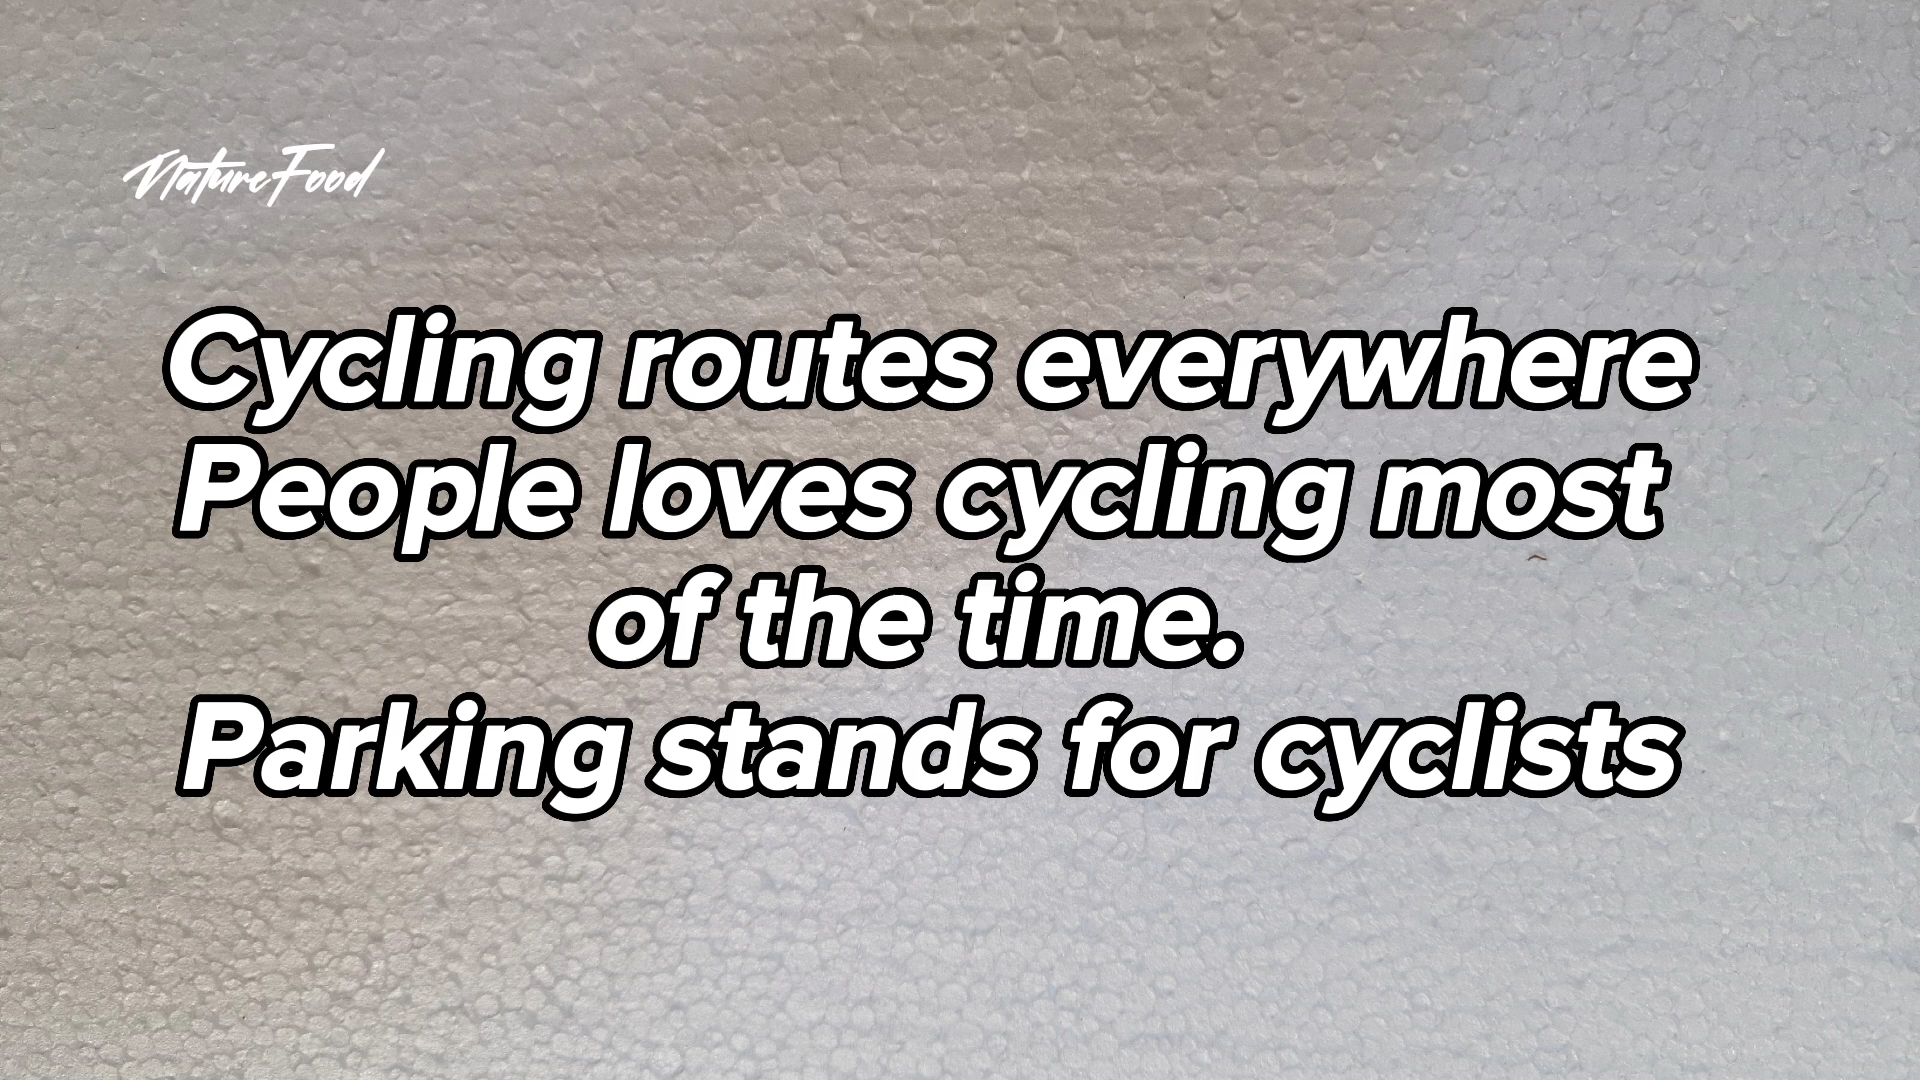 NatureFood
Cycling routes everywhere
People loves cycling most
of the time.
Parking stands for cyclists